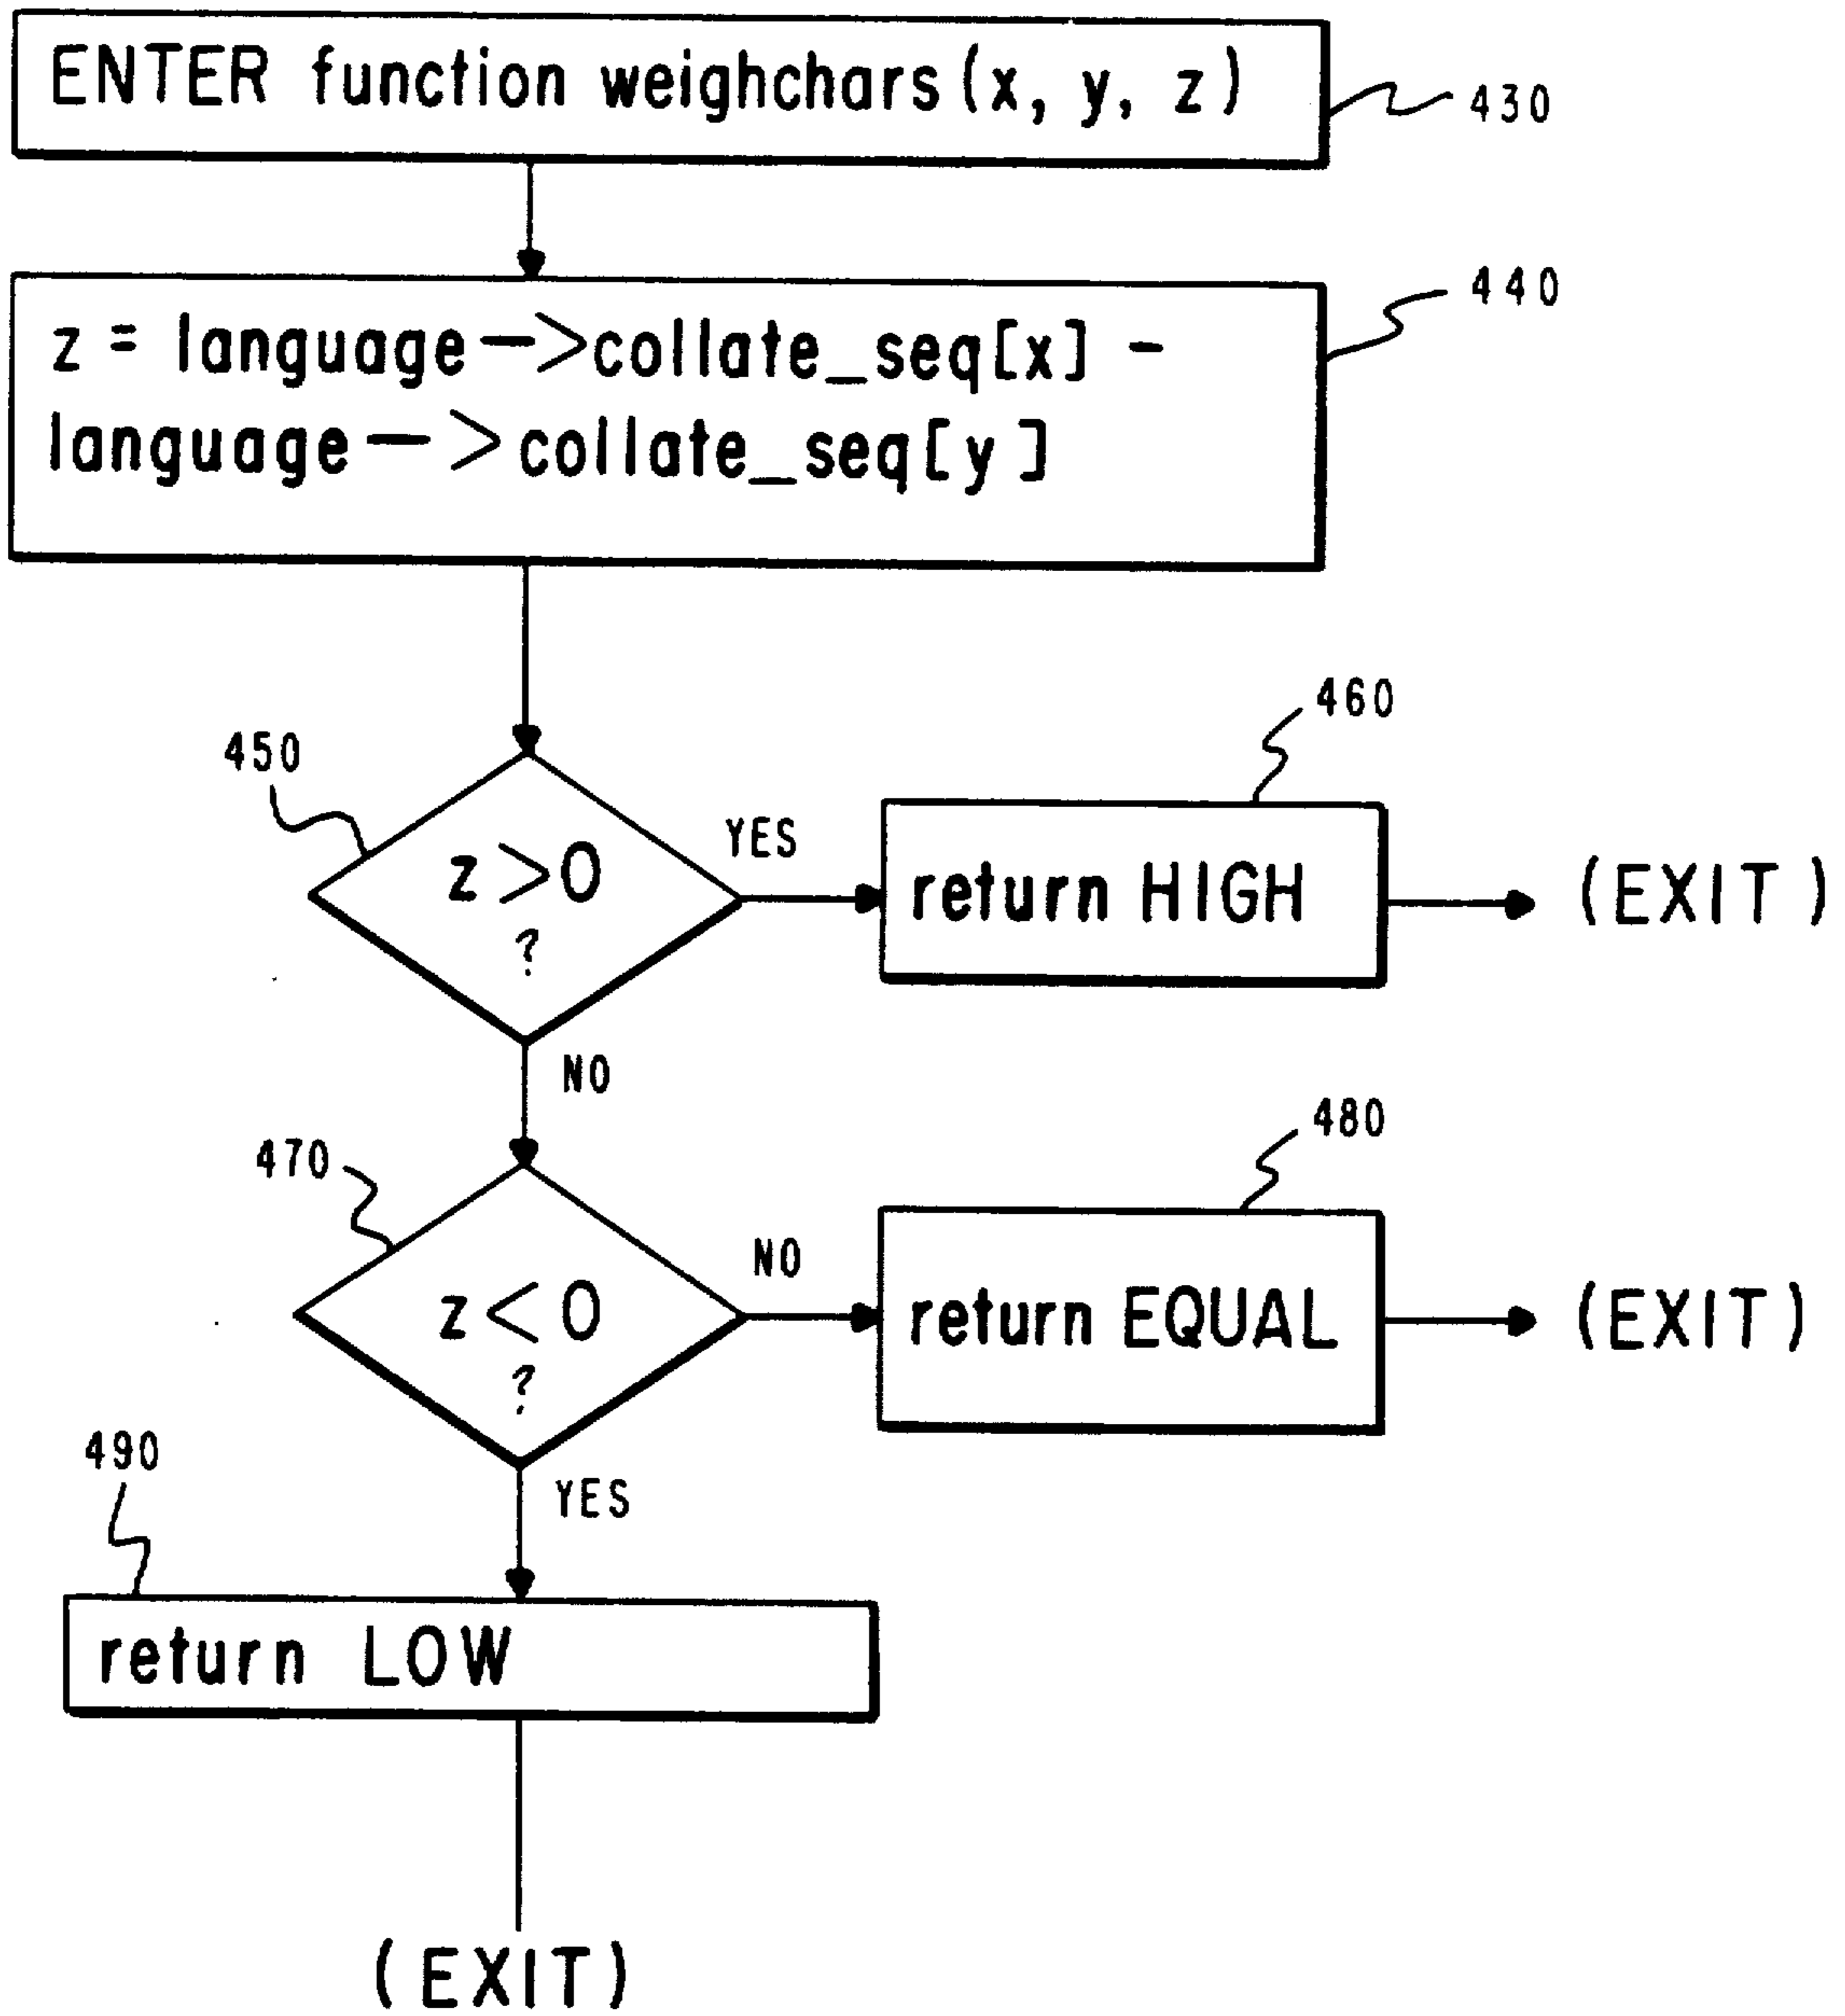 ENTER function weighchars (x, y, z)
430
440
z = language —>collate_seq[x] -
language —>collate_seq[y]
460
450
YES
z > 0
?
return HIGH
(EXIT)
NO
480
470
NO
z < 0
?
return EQUAL
(EXIT)
490
YES
return LOW
(EXIT)